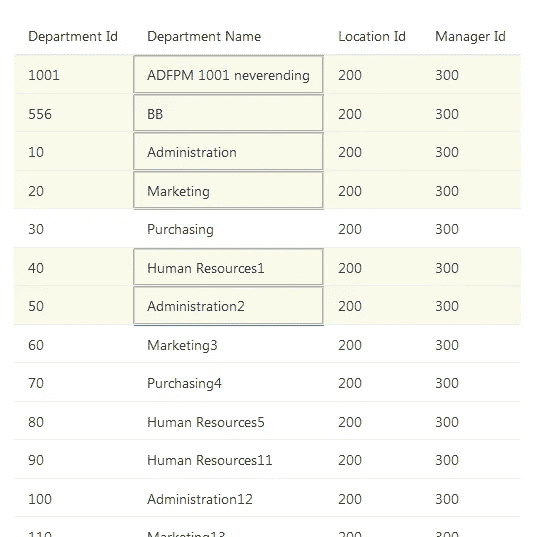 Department Id Department Name Location Id Manager Id
1001 ADFPM 1001 neverending 200 300
556 BB 200 300
10 Administration 200 300
20 Marketing 200 300
30 Purchasing 200 300
40 Human Resources1 200 300
50 Administration2 200 300
60 Marketing3 200 300
70 Purchasing4 200 300
80 Human Resources5 200 300
90 Human Resources11 200 300
100 Administration12 200 300
110 Marketing13 200 300